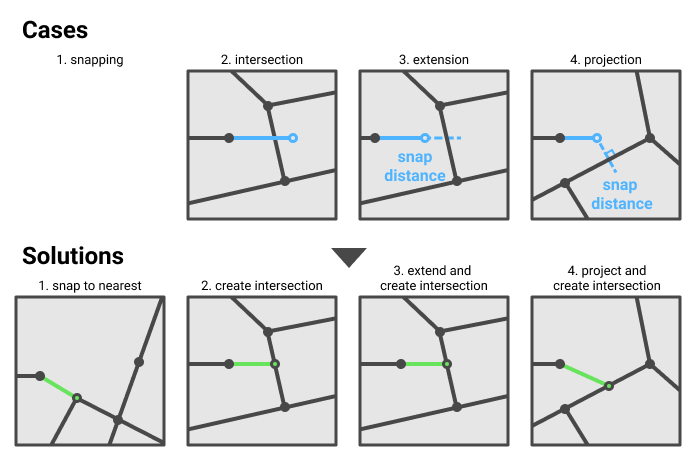 Cases
1. snapping
2. intersection
3. extension
4. projection
snap
distance
snap
distance
Solutions
1. snap to nearest
2. create intersection
3. extend and
create intersection
4. project and
create intersection